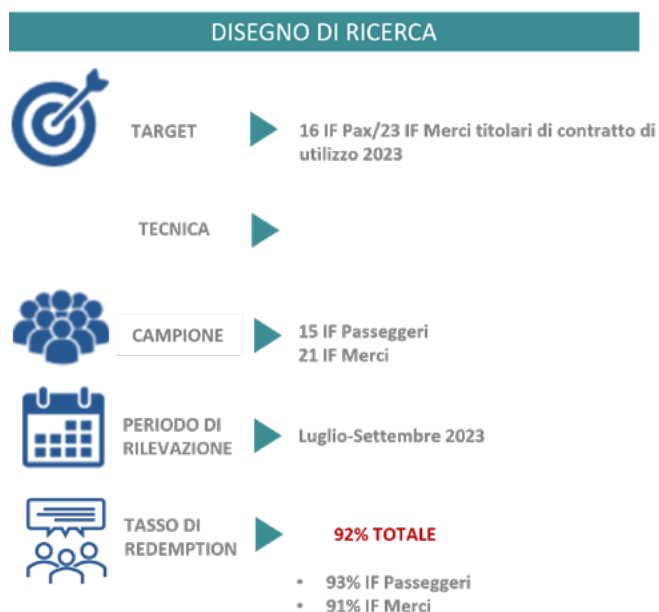 DISEGNO DI RICERCA
TARGET
16 IF Pax/23 IF Merci titolari di contratto di
utilizzo 2023
TECNICA
CAMPIONE
15 IF Passeggeri
21 IF Merci
PERIODO DI
RILEVAZIONE
Luglio-Settembre 2023
TASSO DI
REDEMPTION
92% TOTALE
• 93% IF Passeggeri
• 91% IF Merci